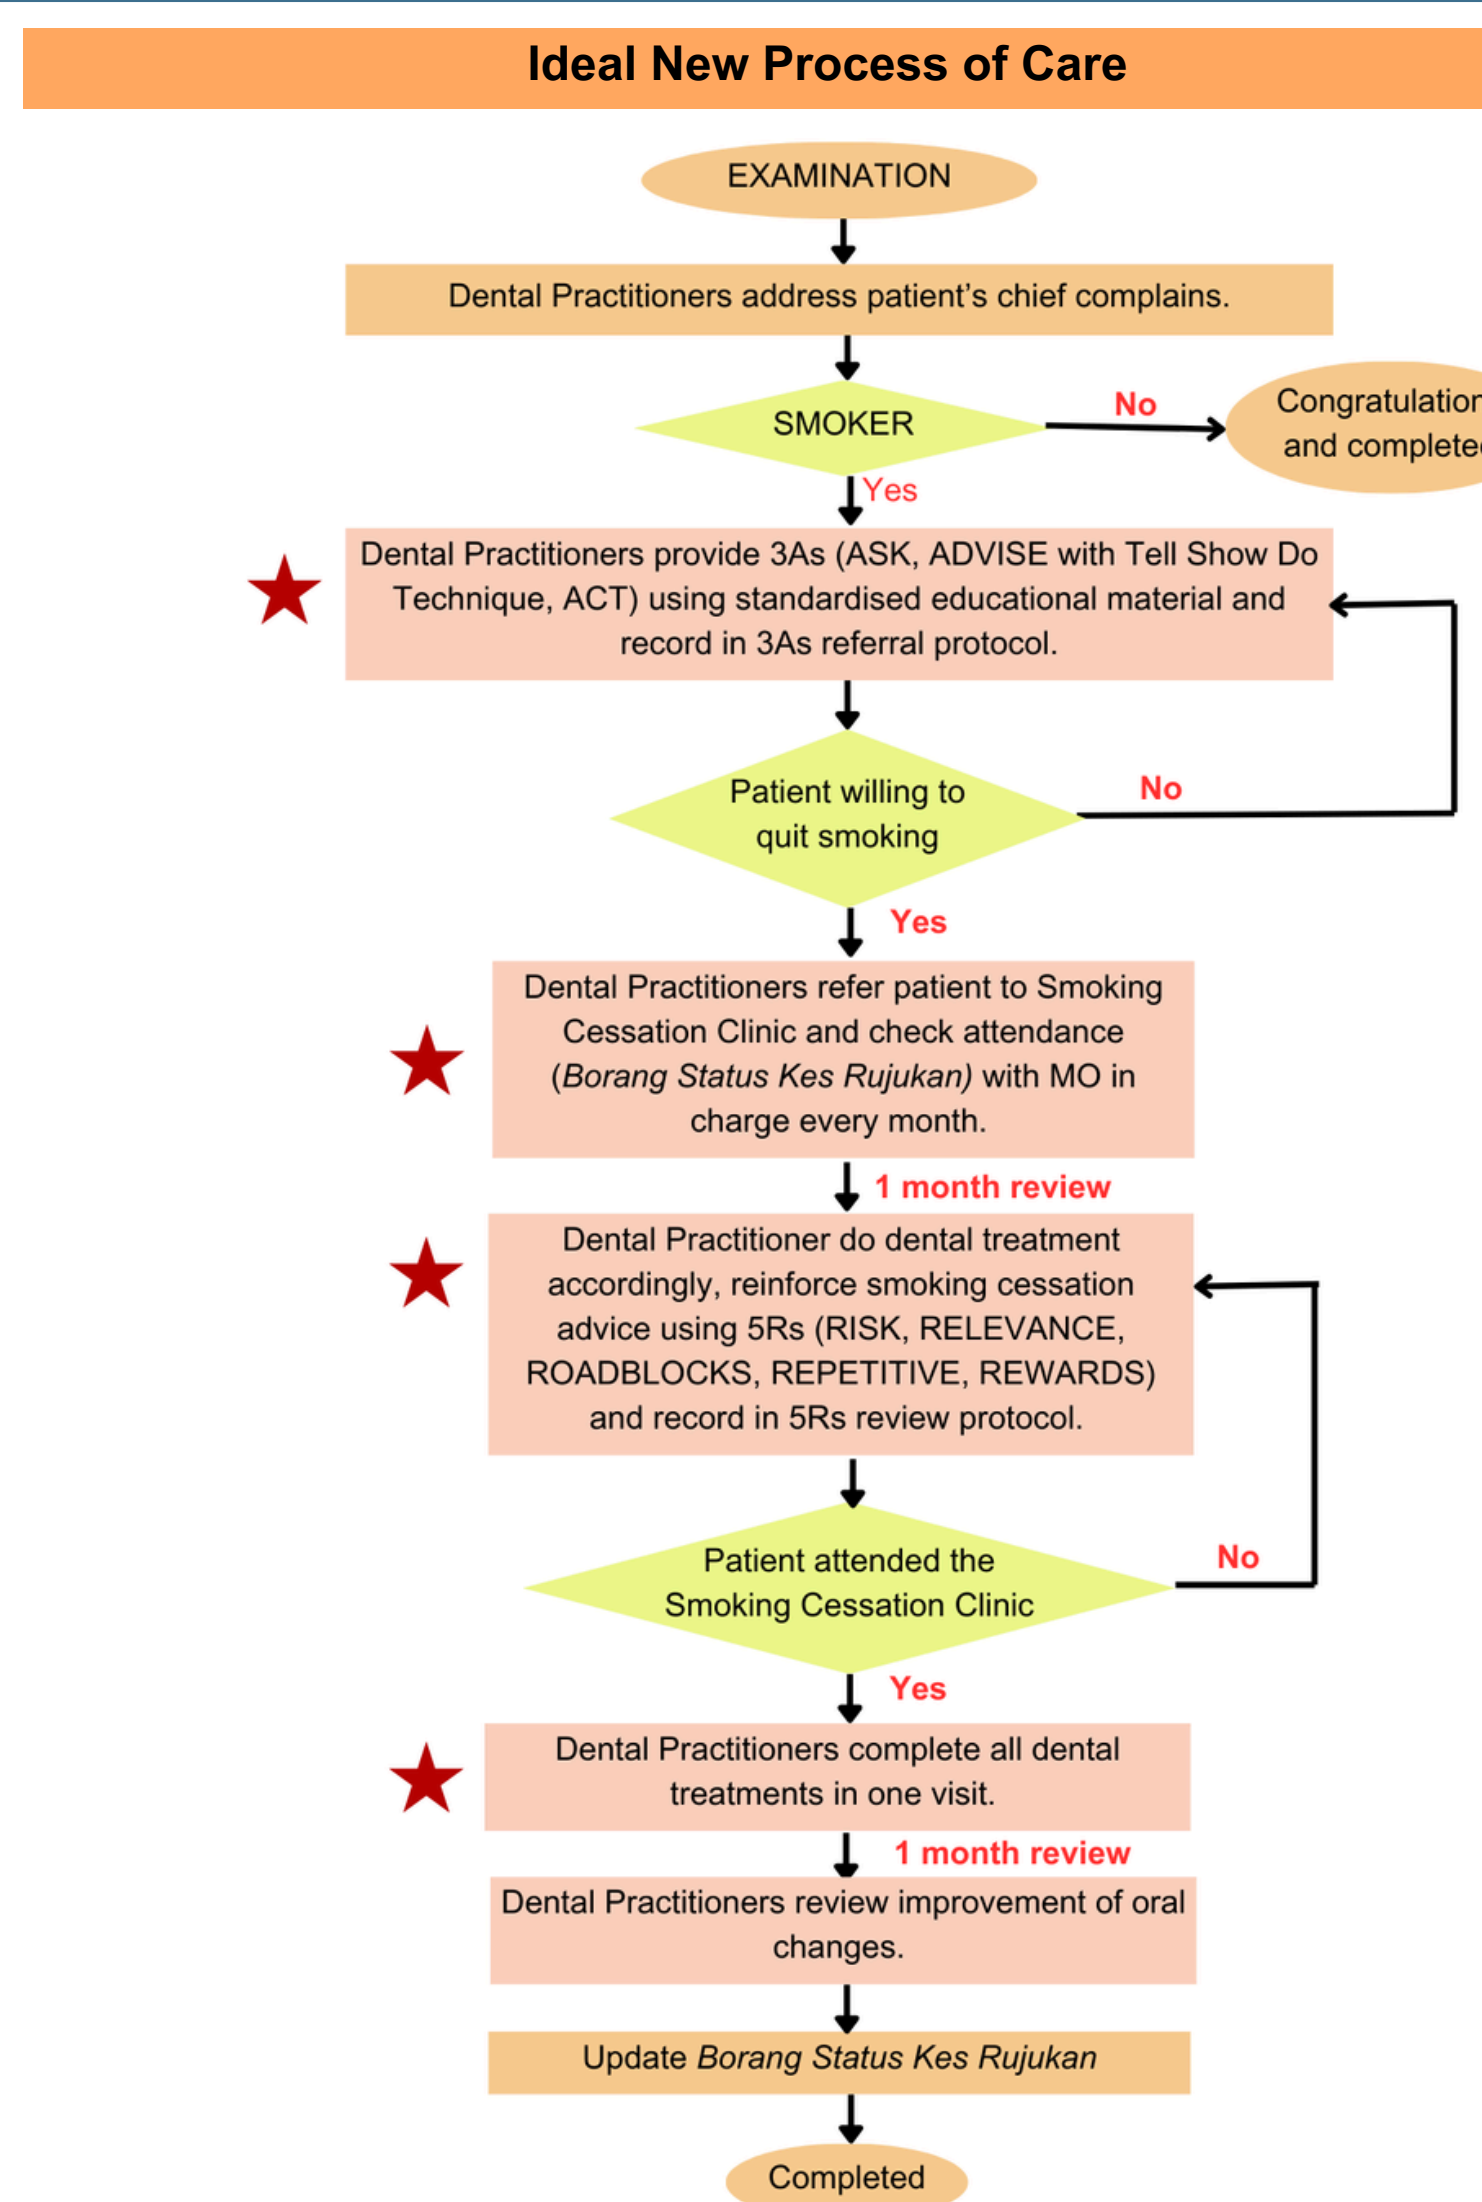 Ideal New Process of Care
EXAMINATION
Dental Practitioners address patient's chief complains.
SMOKER
No
Congratulation
and complete
Yes
Dental Practitioners provide 3As (ASK, ADVISE with Tell Show Do
Technique, ACT) using standardised educational material and
record in 3As referral protocol.
Patient willing to
quit smoking
No
Yes
Dental Practitioners refer patient to Smoking
Cessation Clinic and check attendance
(Borang Status Kes Rujukan) with MO in
charge every month.
1 month review
Dental Practitioner do dental treatment
accordingly, reinforce smoking cessation
advice using 5Rs (RISK, RELEVANCE,
ROADBLOCKS, REPETITIVE, REWARDS)
and record in 5Rs review protocol.
Patient attended the
Smoking Cessation Clinic
No
Yes
Dental Practitioners complete all dental
treatments in one visit.
1 month review
Dental Practitioners review improvement of oral
changes.
Update Borang Status Kes Rujukan
Completed